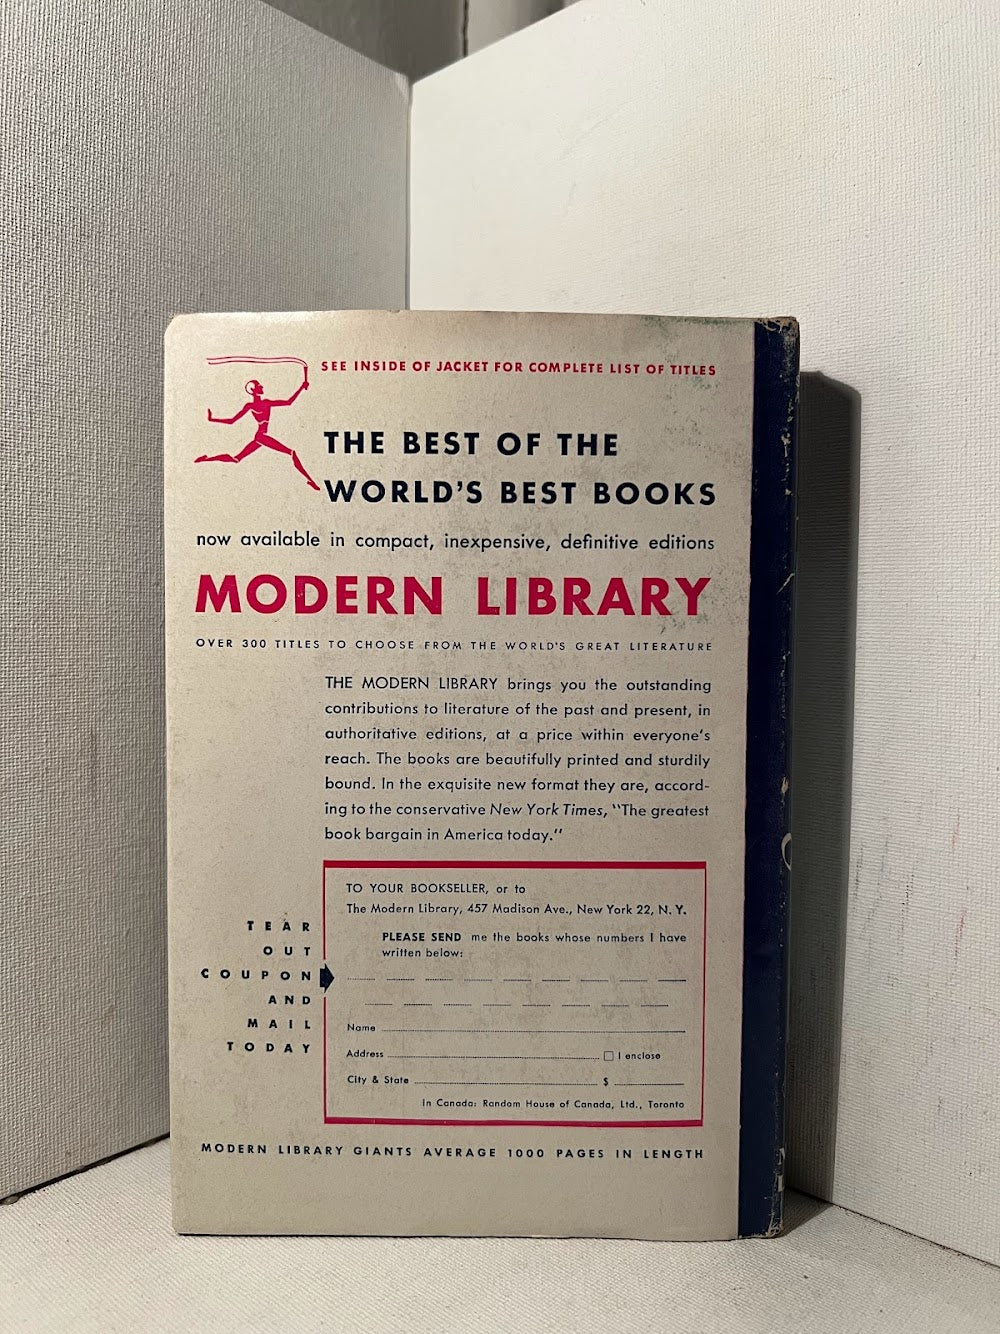 SEE INSIDE OF JACKET FOR COMPLETE LIST OF TITLES
THE BEST OF THE
WORLD'S BEST BOOKS
now available in compact, inexpensive, definitive editions
MODERN LIBRARY
OVER 300 TITLES TO CHOOSE FROM THE WORLD'S GREAT LITERATURE
THE MODERN LIBRARY brings you the outstanding
contributions to literature of the past and present, in
authoritative editions, at a price within everyone's
reach. The books are beautifully printed and sturdily
bound. In the exquisite new format they are, accord-
ing to the conservative New York Times, "The greatest
book bargain in America today."
TO YOUR BOOKSELLER, or to
The Modern Library, 457 Madison Ave., New York 22, N. Y.
PLEASE SEND me the books whose numbers I have
written below:
TEAR
OUT
COUPON
AND
MAIL
TODAY
Name
Address I enclose
City & State $
In Canada: Random House of Canada, Ltd., Toronto
MODERN LIBRARY GIANTS AVERAGE 1000 PAGES IN LENGTH